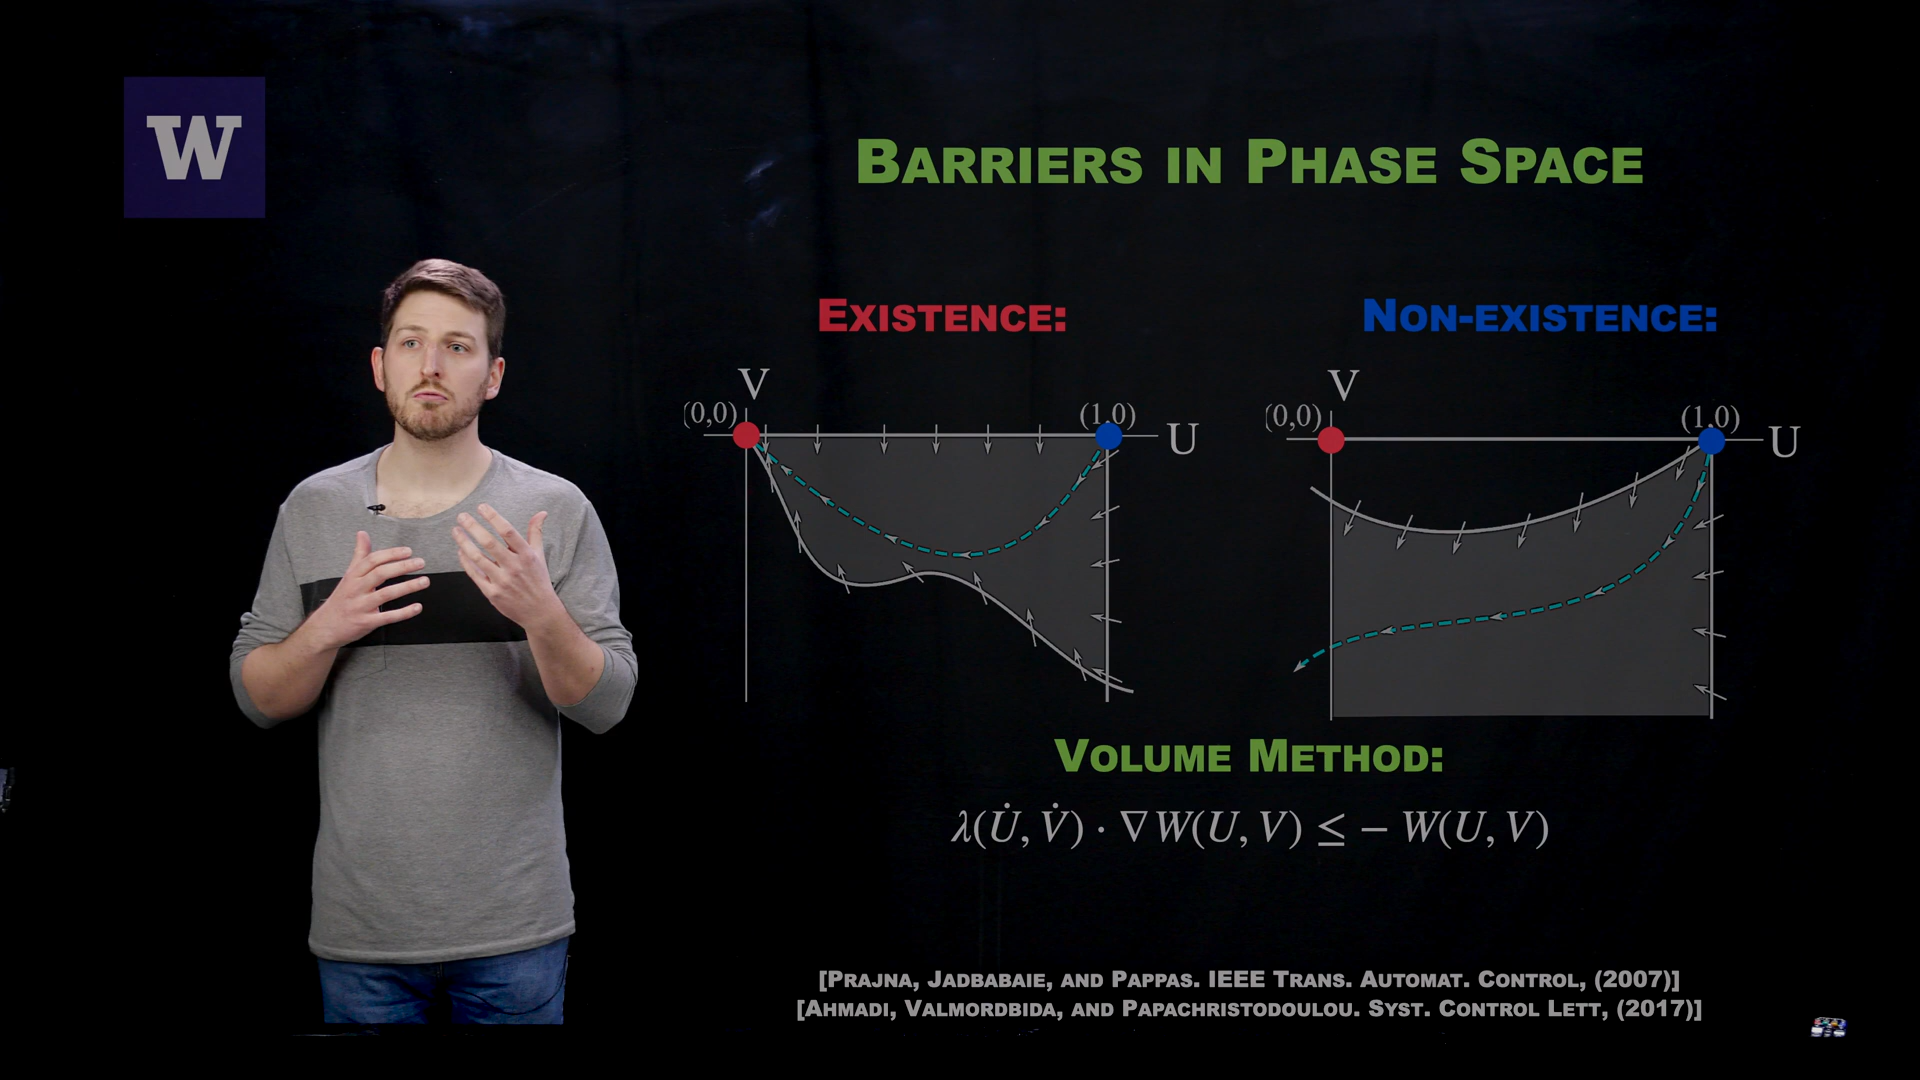 W
BARRIERS IN PHASE SPACE
EXISTENCE:
NON-EXISTENCE:
V
(0,0)
(1,0)
U
V
(0,0)
(1,0)
U
VOLUME METHOD:
λ(U̇, V̇) · ∇W(U, V) ≤ − W(U, V)
[PRAJNA, JADBABAIE, AND PAPPAS. IEEE TRANS. AUTOMAT. CONTROL, (2007)]
[AHMADI, VALMORDBIDA, AND PAPACHRISTODOULOU. SYST. CONTROL LETT, (2017)]